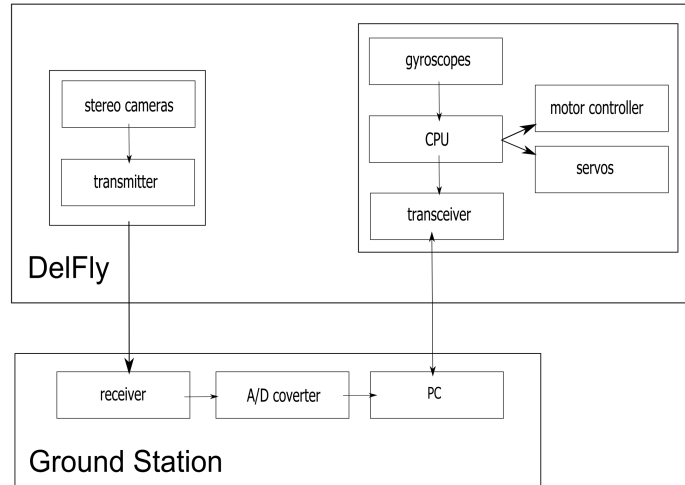 gyroscopes
stereo cameras
motor controller
CPU
servos
transmitter
transceiver
DelFly
receiver
A/D coverter
PC
Ground Station